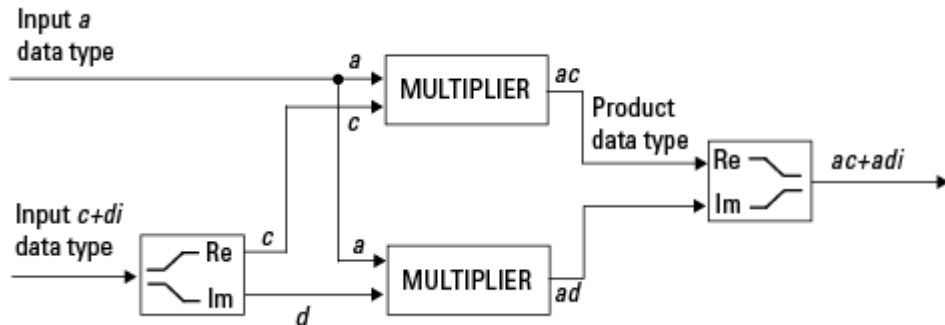 Input a
data type
a
MULTIPLIER
ac
c
Product
data type
Re
Im
ac+adi
Input c+di
data type
Re
Im
c
d
a
MULTIPLIER
ad